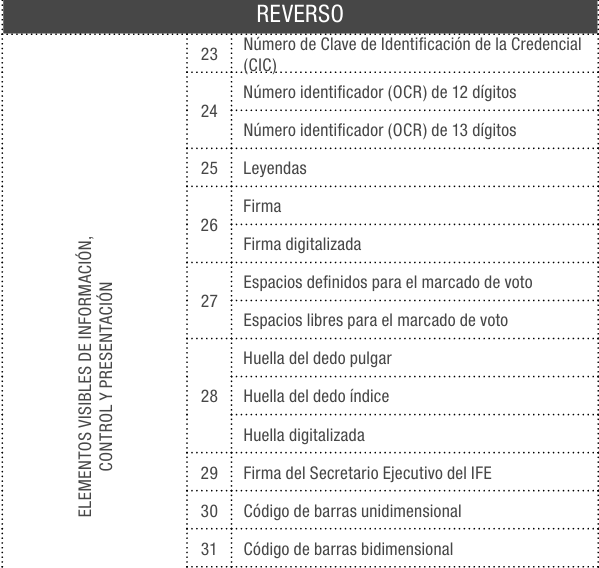 REVERSO
ELEMENTOS VISIBLES DE INFORMACIÓN,
CONTROL Y PRESENTACIÓN
23
Número de Clave de Identificación de la Credencial
(CIC)
24
Número identificador (OCR) de 12 dígitos
Número identificador (OCR) de 13 dígitos
25
Leyendas
26
Firma
Firma digitalizada
27
Espacios definidos para el marcado de voto
Espacios libres para el marcado de voto
28
Huella del dedo pulgar
Huella del dedo índice
Huella digitalizada
29
Firma del Secretario Ejecutivo del IFE
30
Código de barras unidimensional
31
Código de barras bidimensional